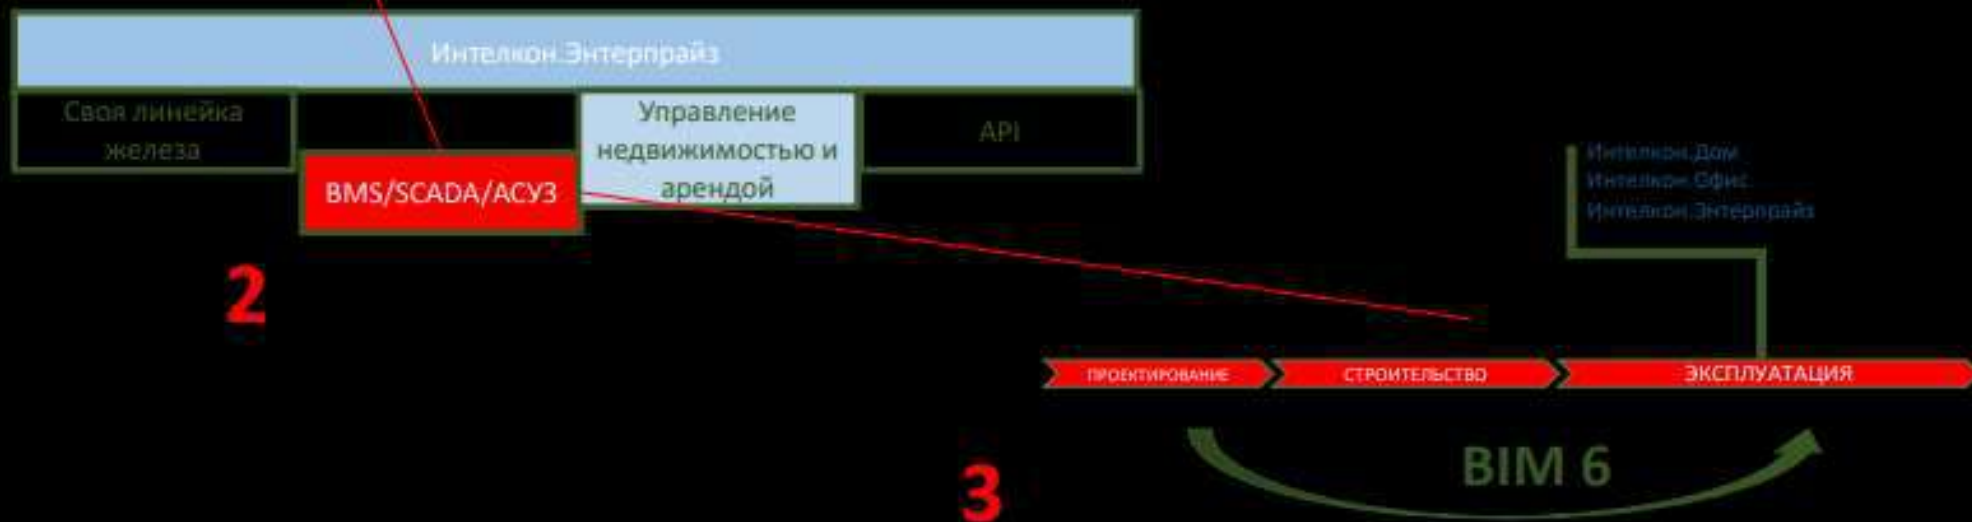 Интелкон.Энтерпрайз
Своя линейка
железа
BMS/SCADA/АСУЗ
Управление
недвижимостью и
арендой
API
2
Интелкон.Дом
Интелкон.Офис
Интелкон.Энтерпрайз
ПРОЕКТИРОВАНИЕ
СТРОИТЕЛЬСТВО
ЭКСПЛУАТАЦИЯ
BIM 6
3